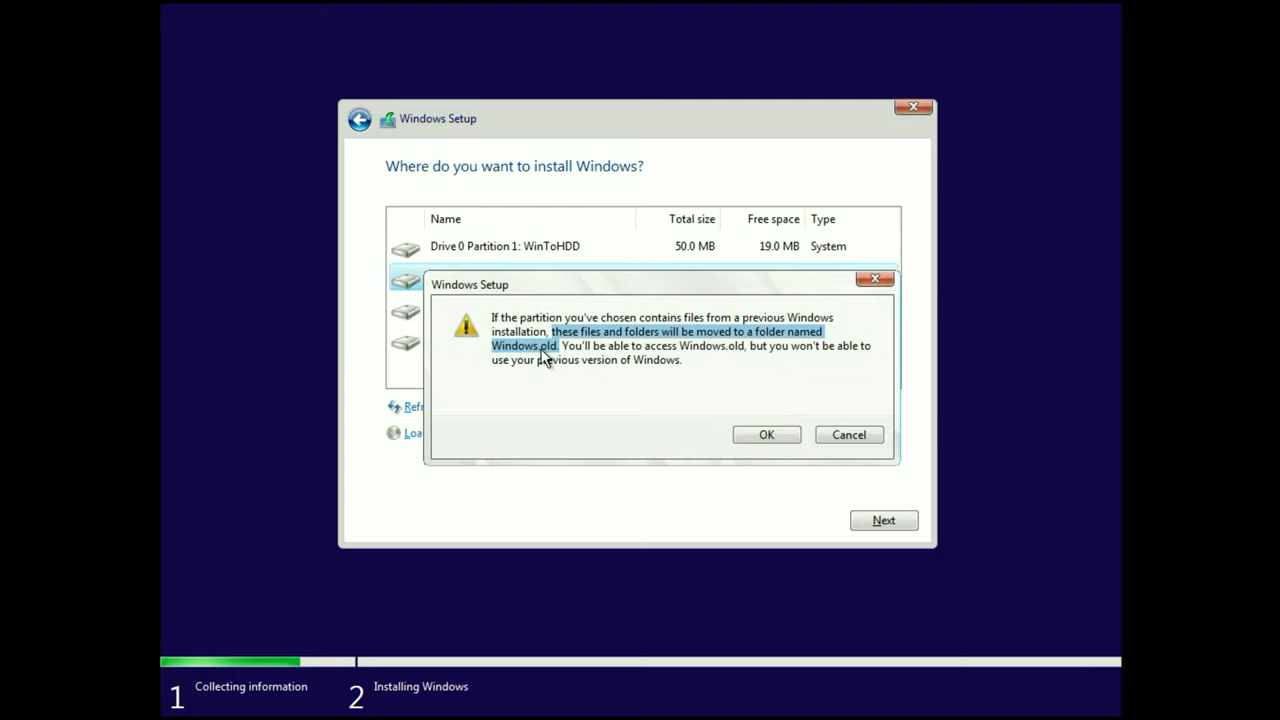 Windows Setup
Where do you want to install Windows?
Name Total size Free space Type
Drive 0 Partition 1: WinToHDD 50.0 MB 19.0 MB System
Windows Setup
If the partition you've chosen contains files from a previous Windows
installation, these files and folders will be moved to a folder named
Windows.old. You'll be able to access Windows.old, but you won't be able to
use your previous version of Windows.
Refr
Loa
OK Cancel
Next
1 Collecting information 2 Installing Windows